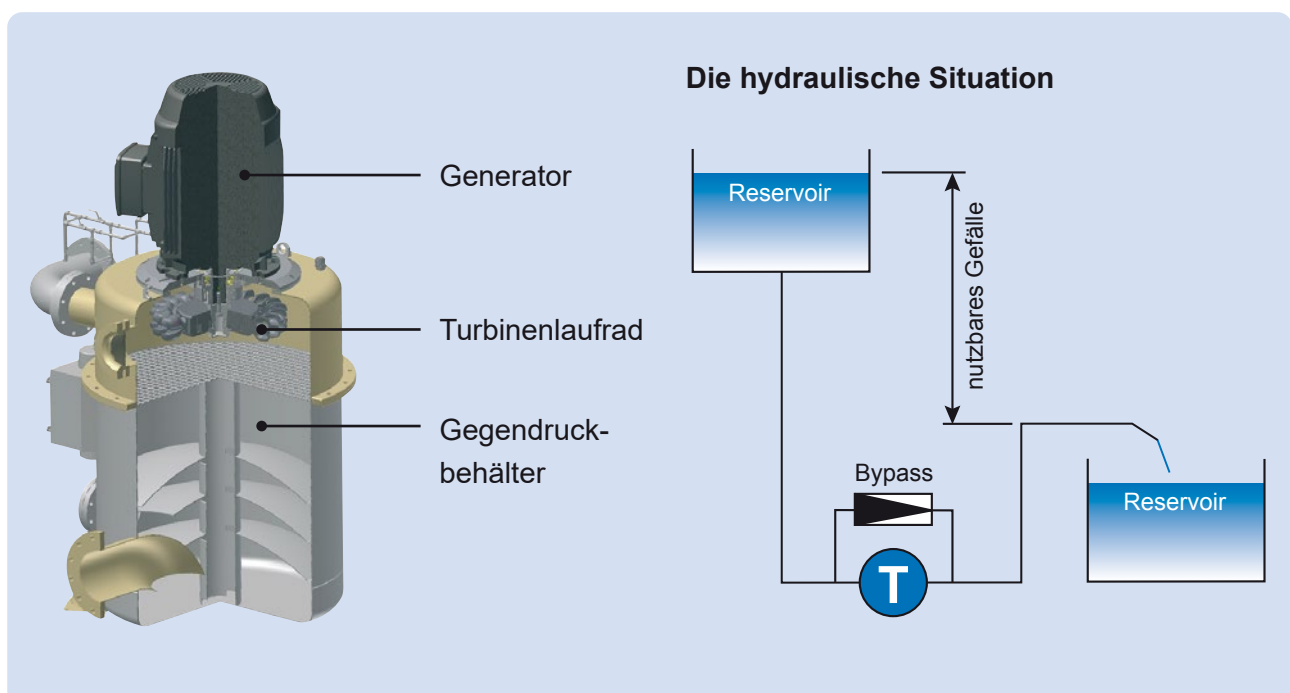 Die hydraulische Situation
Generator
Turbinenlaufrad
Gegendruck-
behälter
Reservoir
nutzbares Gefälle
Bypass
T
Reservoir